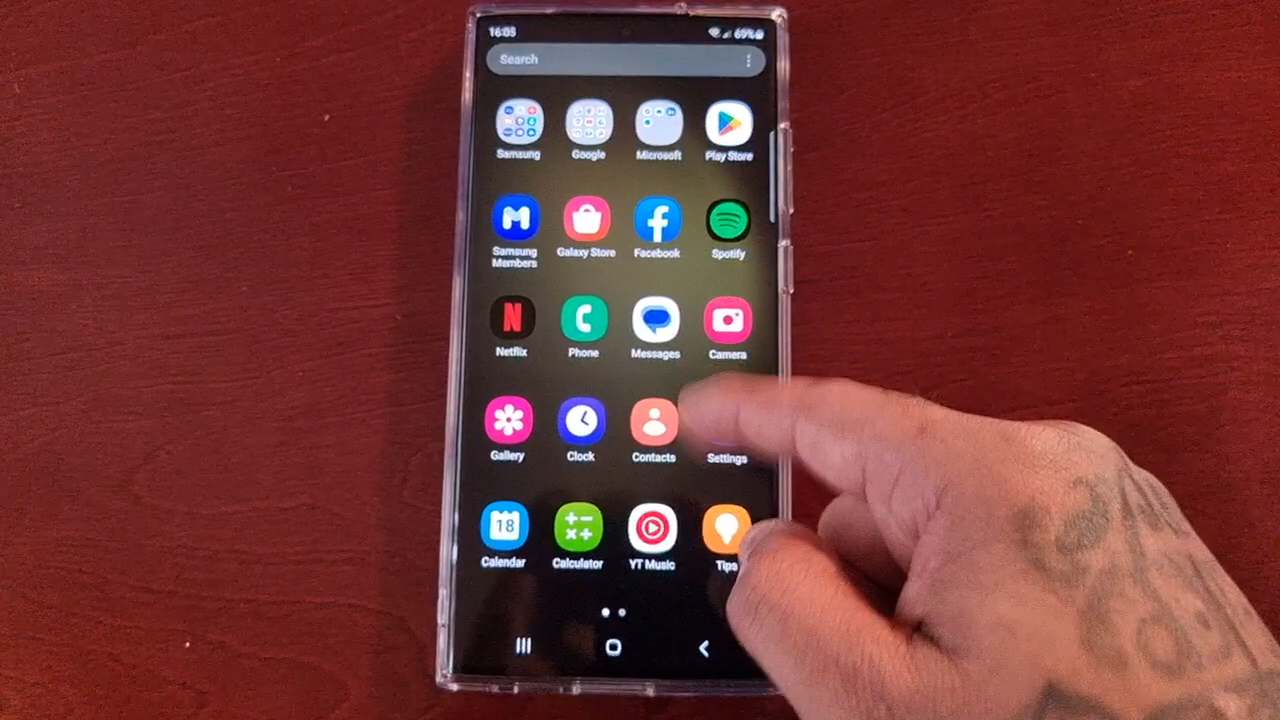 16:05
69%
Search
Samsung
Google
Microsoft
Play Store
Samsung
Members
Galaxy Store
Facebook
Spotify
Netflix
Phone
Messages
Camera
Gallery
Clock
Contacts
Settings
18
Calendar
Calculator
YT Music
Tips